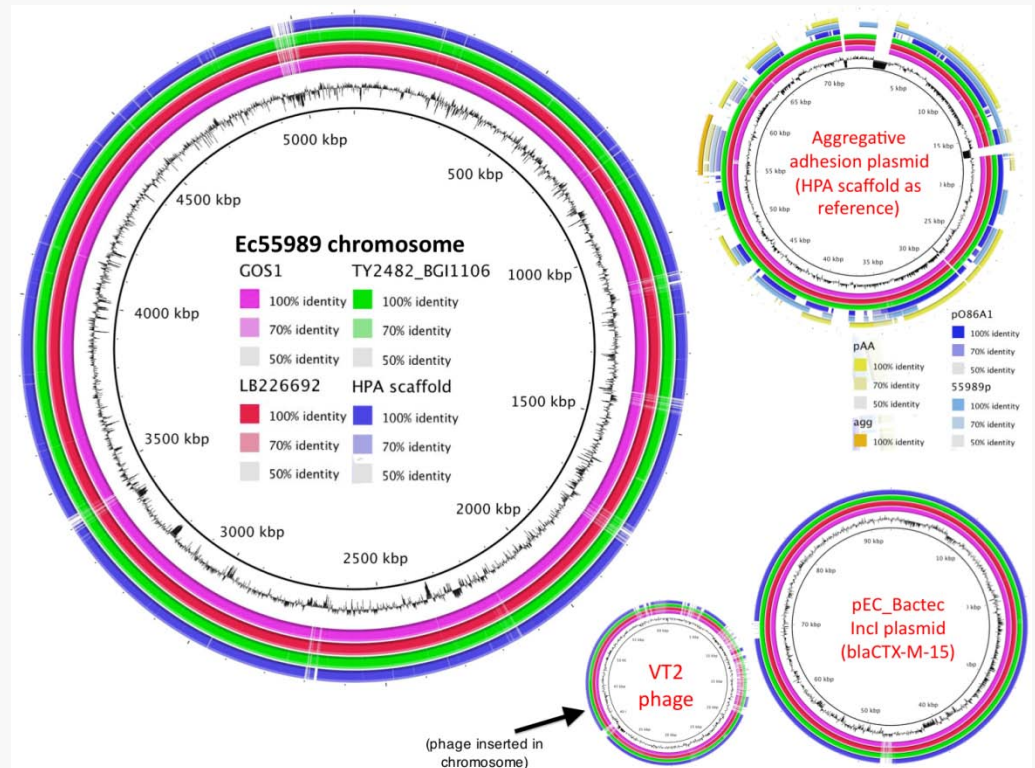 5000 kbp
500 kbp
4500 kbp
Ec55989 chromosome
GOS1 TY2482_BGI1106
100% identity 100% identity
70% identity 70% identity
50% identity 50% identity
LB226692 HPA scaffold
100% identity 100% identity
70% identity 70% identity
50% identity 50% identity
1000 kbp
4000 kbp
1500 kbp
3500 kbp
2000 kbp
3000 kbp
2500 kbp
70 kbp
5 kbp
65 kbp
10 kbp
60 kbp
15 kbp
Aggregative
adhesion plasmid
(HPA scaffold as
reference)
55 kbp
50 kbp
25 kbp
45 kbp
30 kbp
40 kbp
35 kbp
pAA
100% identity
70% identity
50% identity
agg
100% identity
pO86A1
100% identity
70% identity
50% identity
55989p
100% identity
70% identity
50% identity
90 kbp
10 kbp
80 kbp
pEC_Bactec
IncI plasmid
(blaCTX-M-15)
70 kbp
60 kbp
40 kbp
50 kbp
VT2
phage
(phage inserted in
chromosome)